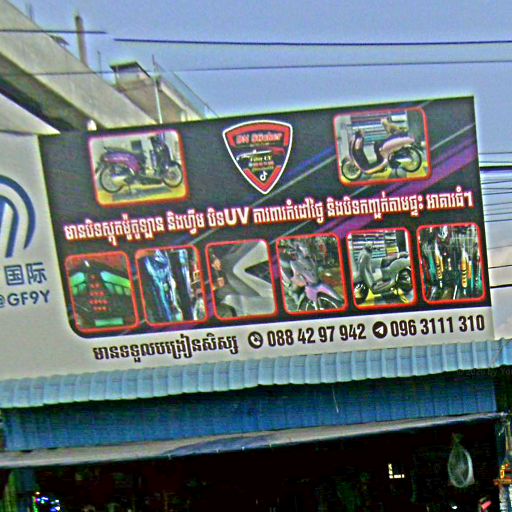 SN Sticker
មានបិទស្កុតម៉ូតូឡាន និងហ្វីម បិទUV ការពារកំដៅថ្ងៃ និងបិទកញ្ចក់តាមផ្ទះ អាគារធំៗ
国际
@GF9Y
មានទទួលបង្រៀនសិស្ស 088 42 97 942 096 3111 310